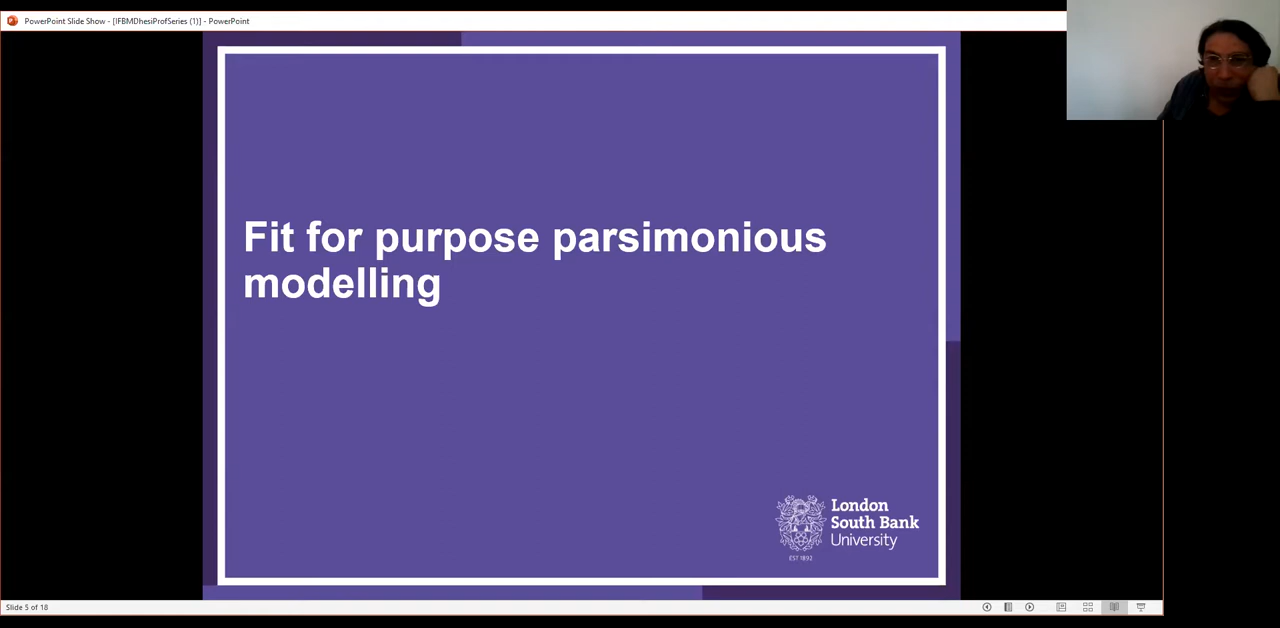 PowerPoint Slide Show - [IFBMDhesiProfSeries (1)] - PowerPoint
Fit for purpose parsimonious
modelling
London
South Bank
University
EST 1892
Slide 5 of 18